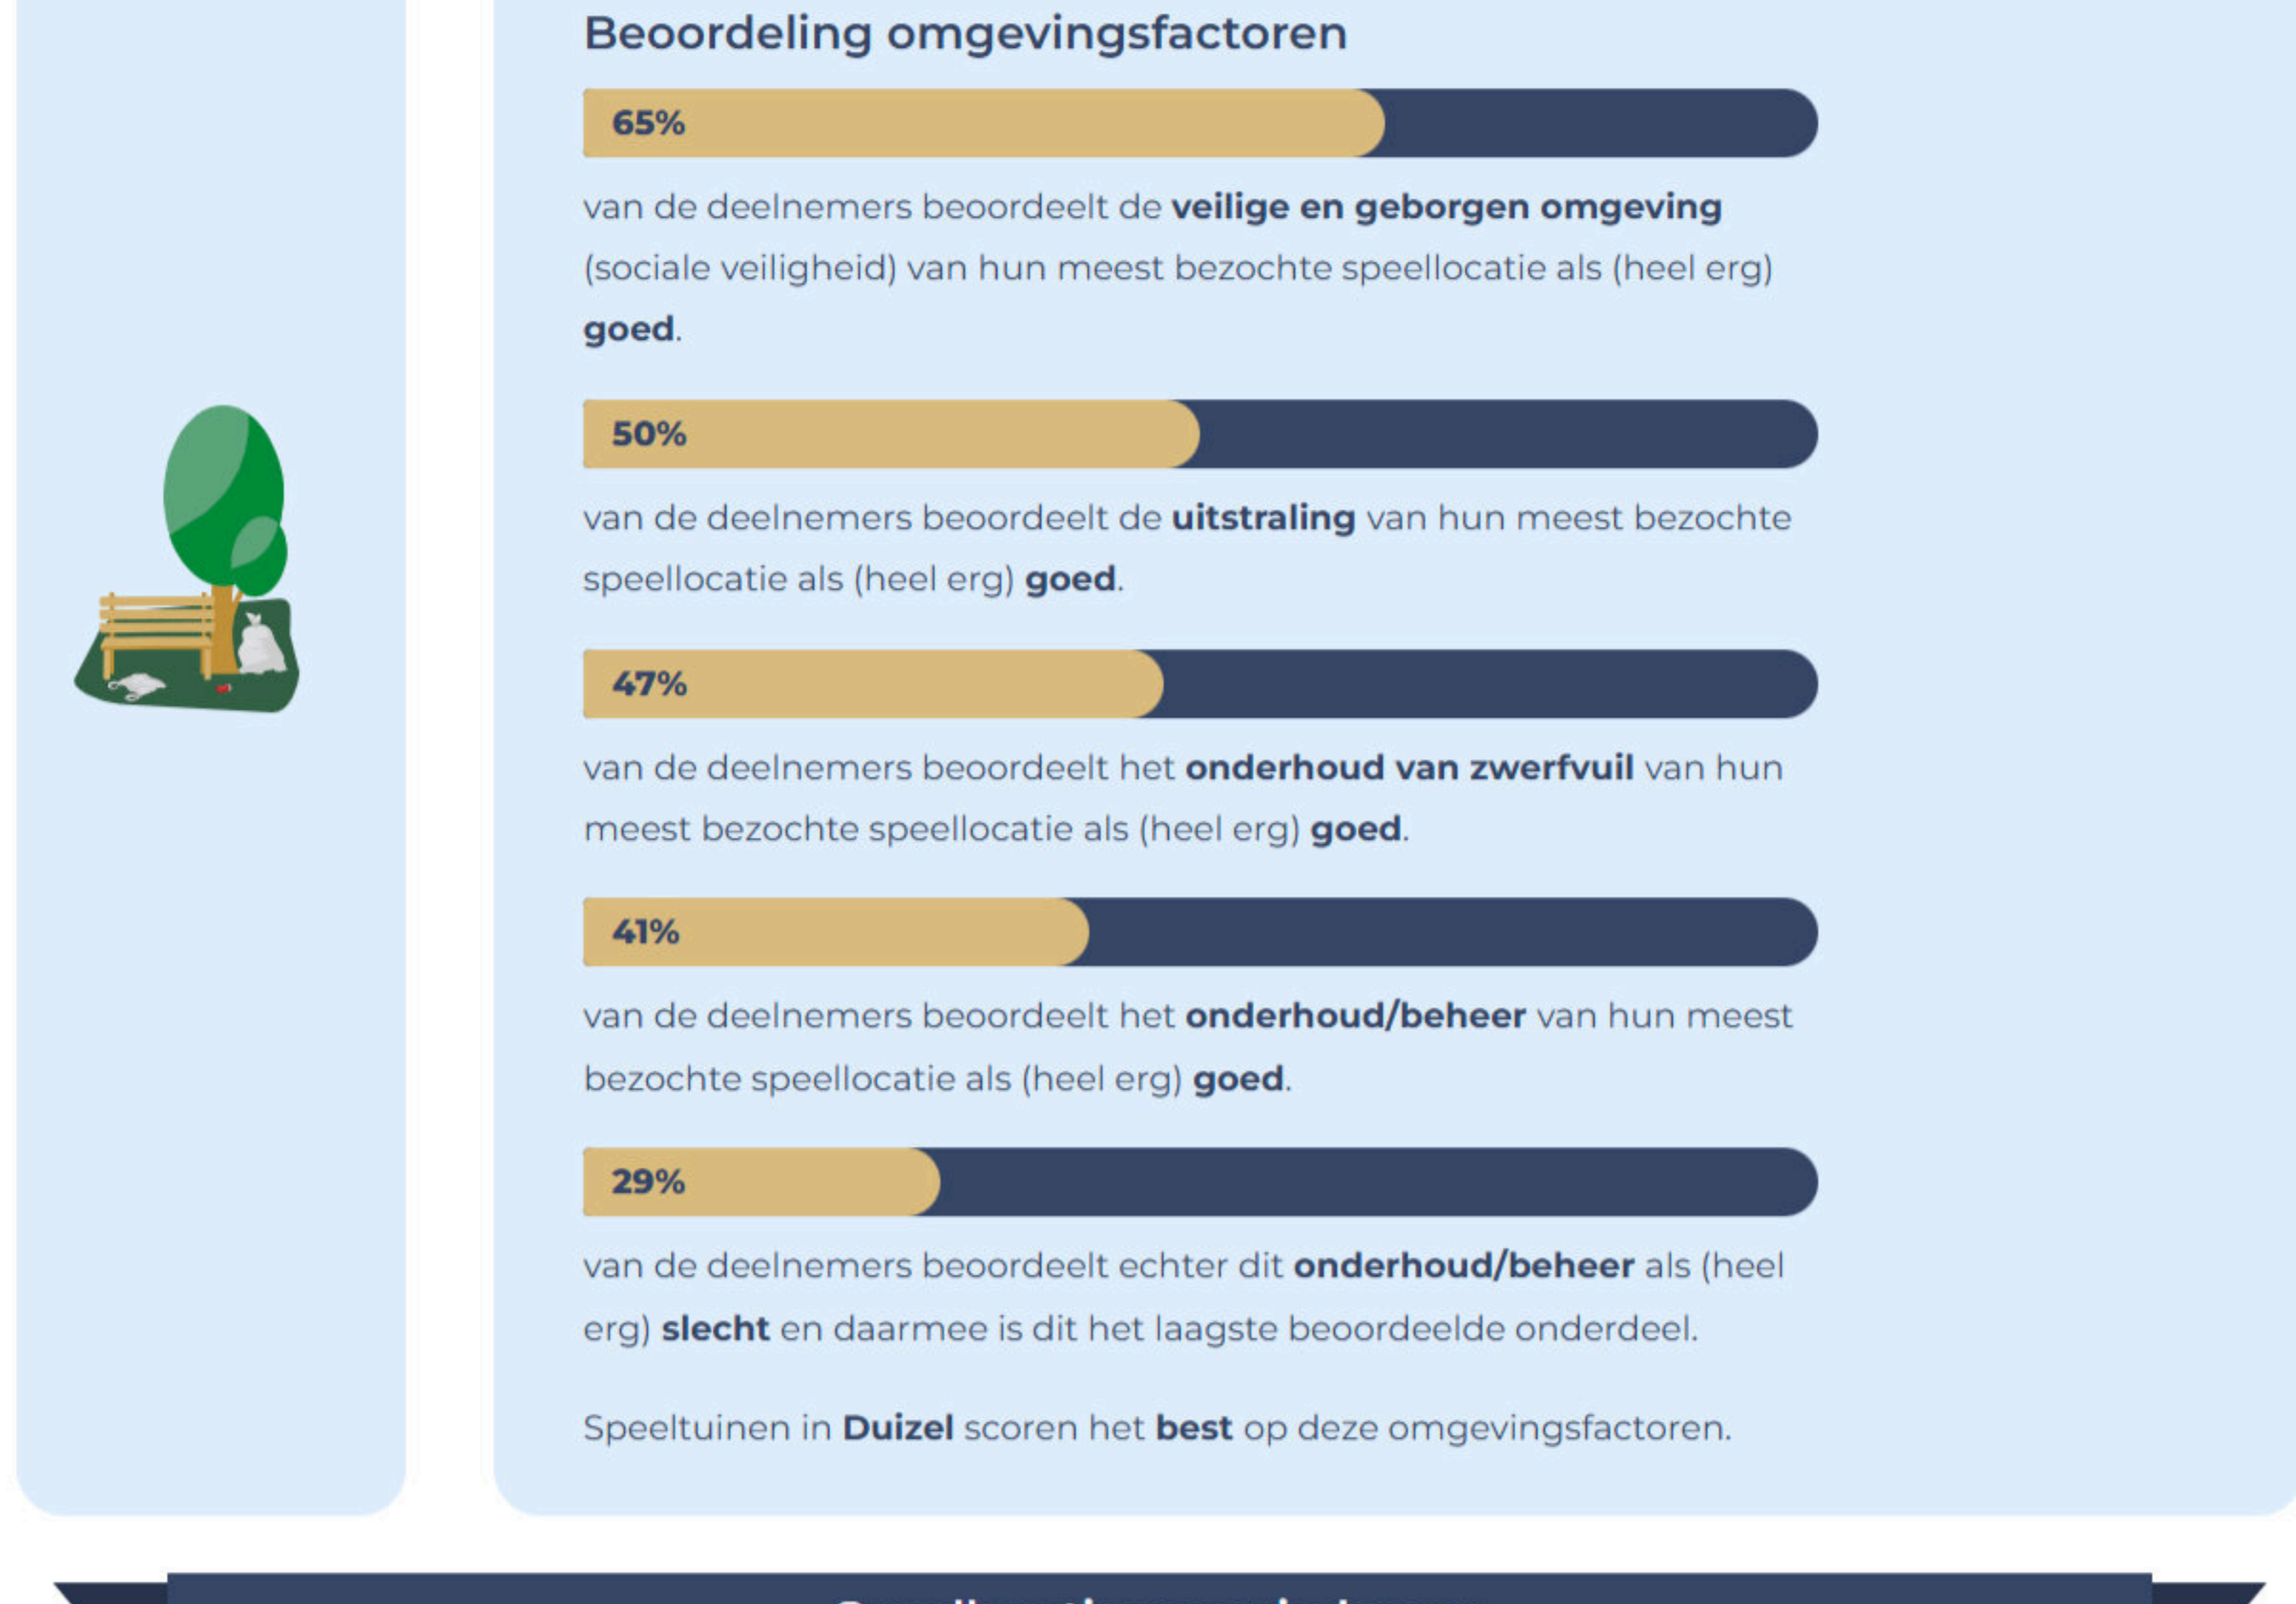 Beoordeling omgevingsfactoren
65%
van de deelnemers beoordeelt de veilige en geborgen omgeving
(sociale veiligheid) van hun meest bezochte speellocatie als (heel erg)
goed.
50%
van de deelnemers beoordeelt de uitstraling van hun meest bezochte
speellocatie als (heel erg) goed.
47%
van de deelnemers beoordeelt het onderhoud van zwerfvuil van hun
meest bezochte speellocatie als (heel erg) goed.
41%
van de deelnemers beoordeelt het onderhoud/beheer van hun meest
bezochte speellocatie als (heel erg) goed.
29%
van de deelnemers beoordeelt echter dit onderhoud/beheer als (heel
erg) slecht en daarmee is dit het laagste beoordeelde onderdeel.
Speeltuinen in Duizel scoren het best op deze omgevingsfactoren.